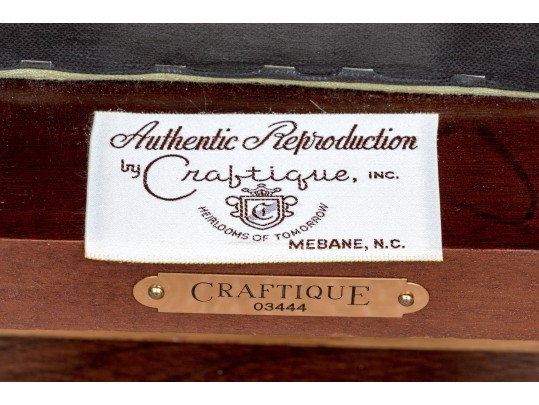 Authentic Reproduction
by Craftique, INC.
C
HEIRLOOMS OF TOMORROW
MEBANE, N.C.
CRAFTIQUE
03444